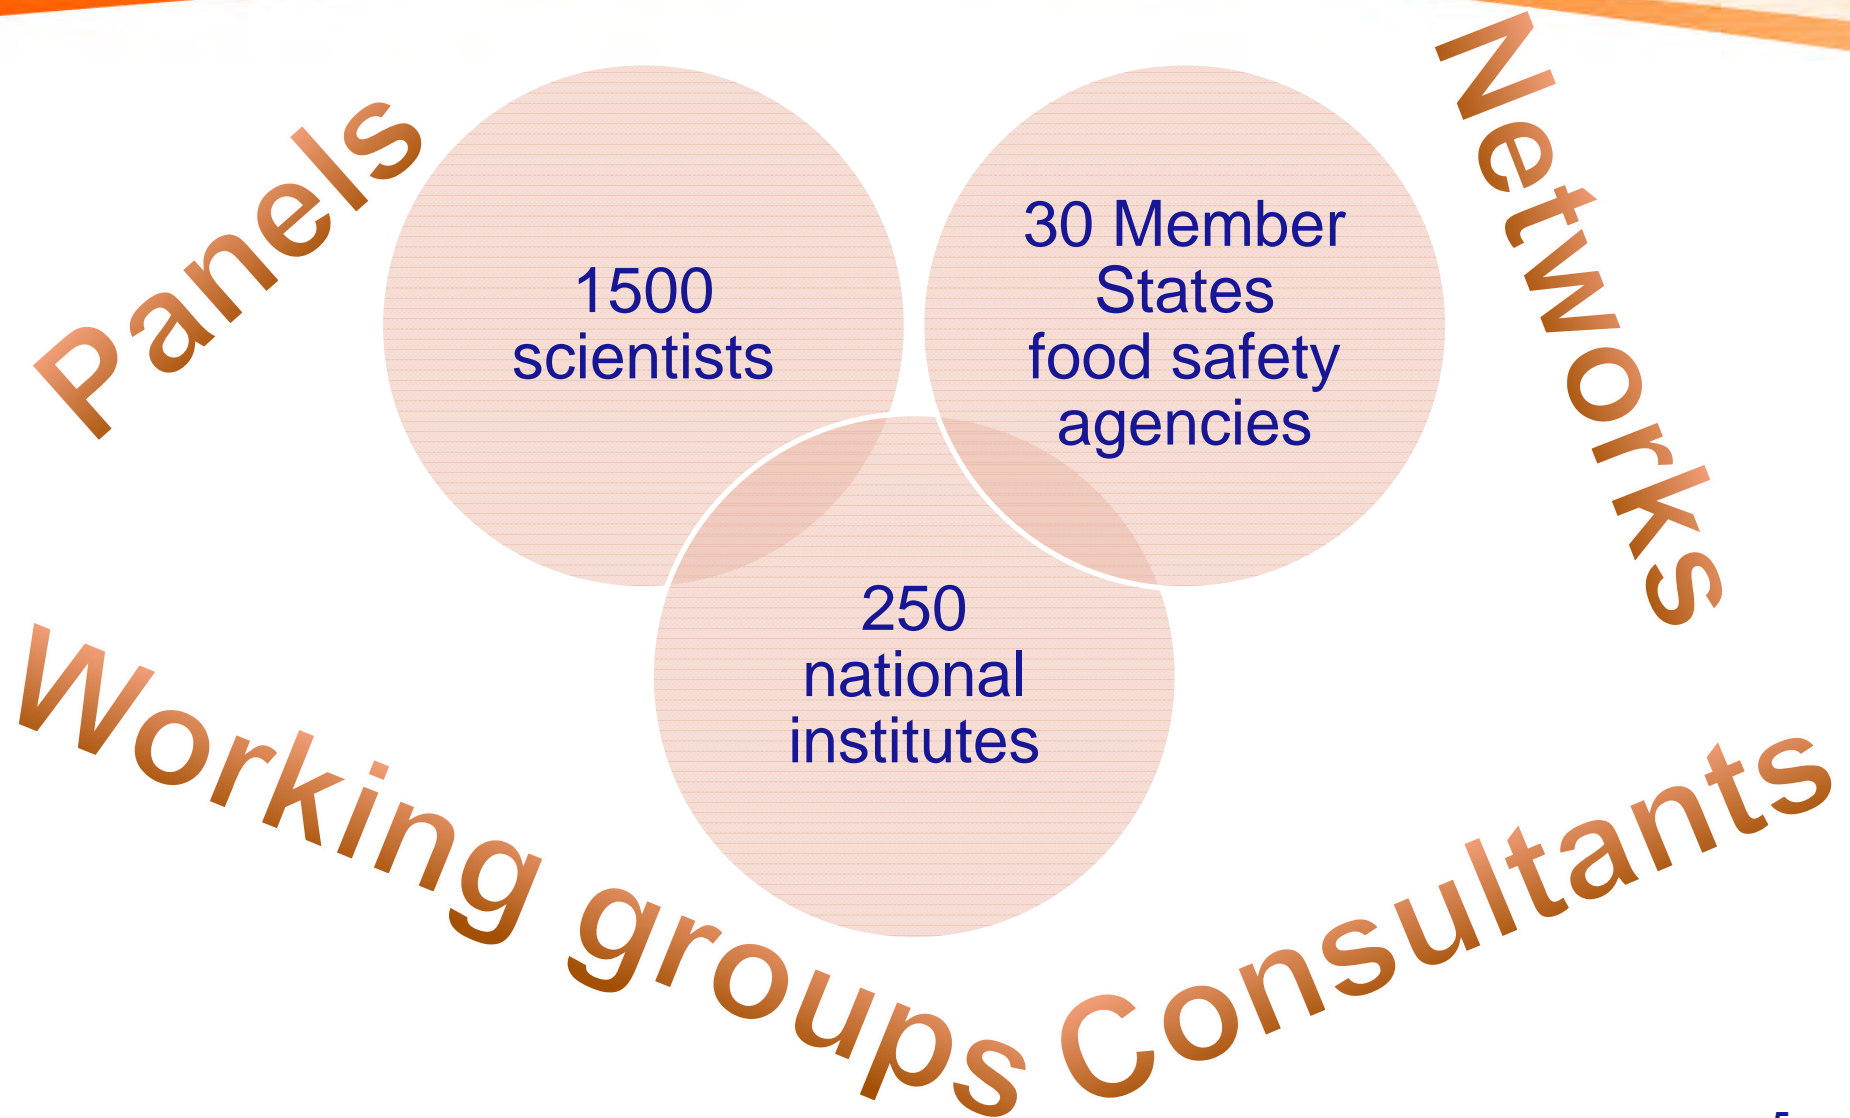 Panels
Networks
1500
scientists
30 Member
States
food safety
agencies
250
national
institutes
Working groups
Consultants